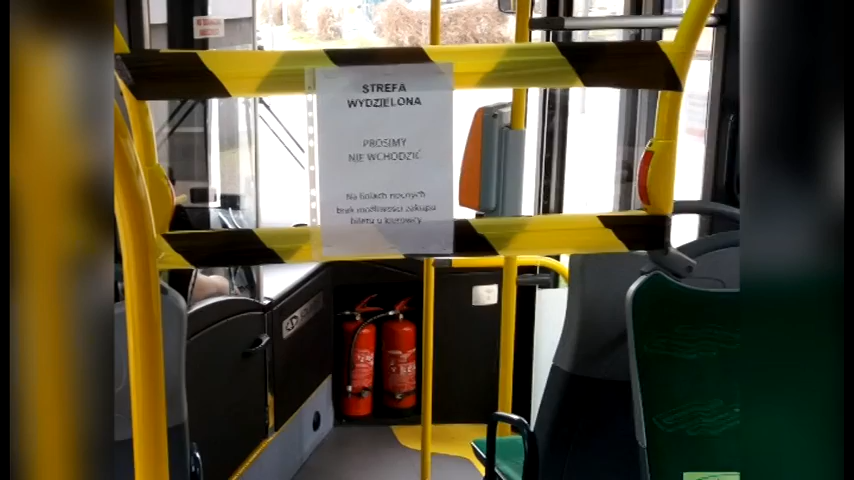 STREFA
WYDZIELONA
PROSIMY
NIE WCHODZIĆ
Na liniach nocnych
brak możliwości zakupu
biletu u kierowcy